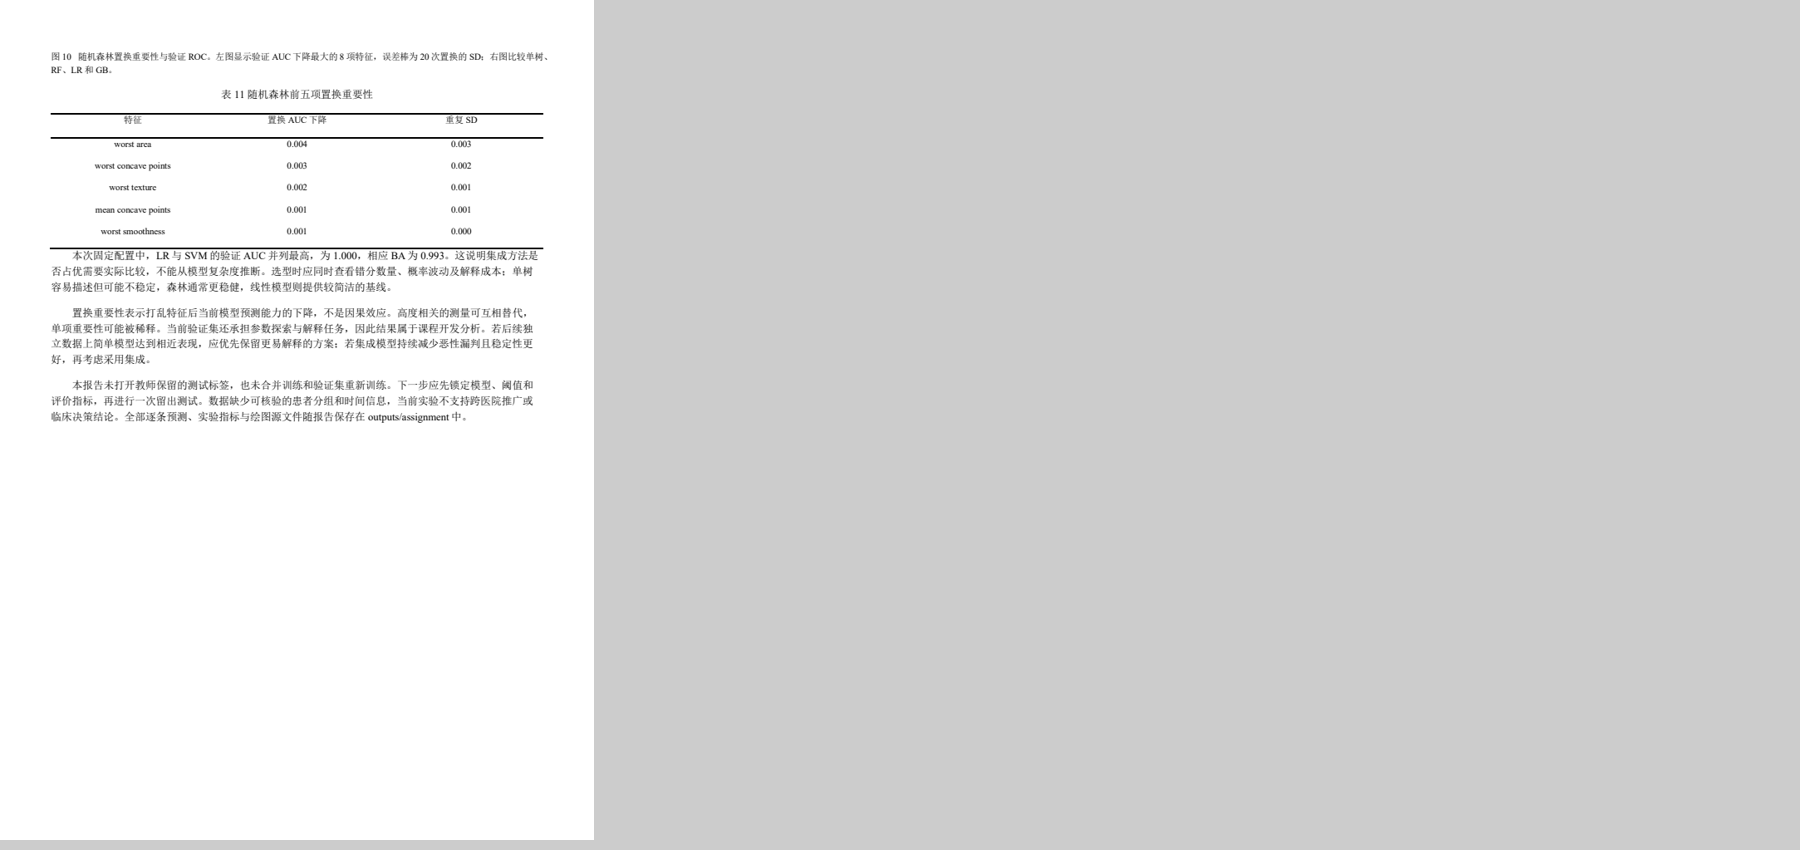 图 10 随机森林置换重要性与验证 ROC。左图显示验证 AUC 下降最大的 8 项特征，误差棒为 20 次置换的 SD；右图比较单树、
RF、LR 和 GB。
表 11 随机森林前五项置换重要性
特征 置换 AUC 下降 重复 SD
worst area 0.004 0.003
worst concave points 0.003 0.002
worst texture 0.002 0.001
mean concave points 0.001 0.001
worst smoothness 0.001 0.000
本次固定配置中，LR 与 SVM 的验证 AUC 并列最高，为 1.000，相应 BA 为 0.993。这说明集成方法是
否占优需要实际比较，不能从模型复杂度推断。选型时应同时查看错分数量、概率波动及解释成本；单树
容易描述但可能不稳定，森林通常更稳健，线性模型则提供较简洁的基线。
置换重要性表示打乱特征后当前模型预测能力的下降，不是因果效应。高度相关的测量可互相替代，
单项重要性可能被稀释。当前验证集还承担参数探索与解释任务，因此结果属于课程开发分析。若后续独
立数据上简单模型达到相近表现，应优先保留更易解释的方案；若集成模型持续减少恶性漏判且稳定性更
好，再考虑采用集成。
本报告未打开教师保留的测试标签，也未合并训练和验证集重新训练。下一步应先锁定模型、阈值和
评价指标，再进行一次留出测试。数据缺少可核验的患者分组和时间信息，当前实验不支持跨医院推广或
临床决策结论。全部逐条预测、实验指标与绘图源文件随报告保存在 outputs/assignment 中。